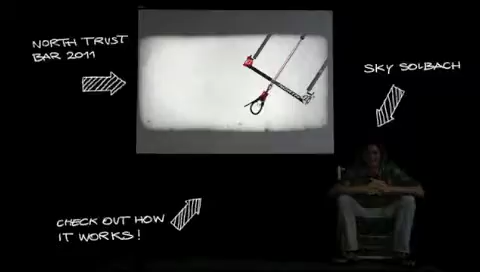 NORTH TRUST
BAR 2011
SKY SOLBACH
CHECK OUT HOW
IT WORKS!